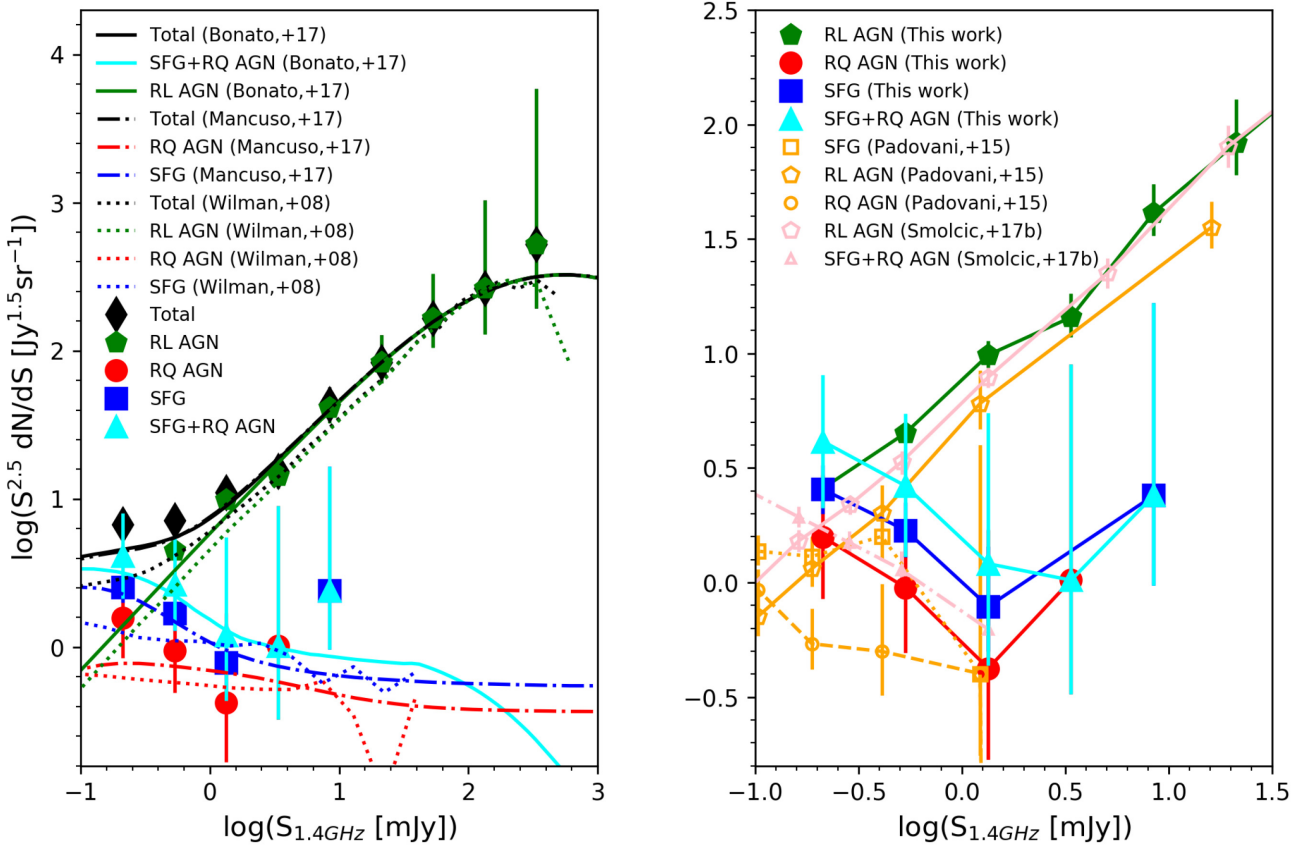 Total (Bonato,+17)
SFG+RQ AGN (Bonato,+17)
RL AGN (Bonato,+17)
Total (Mancuso,+17)
RQ AGN (Mancuso,+17)
SFG (Mancuso,+17)
Total (Wilman,+08)
RL AGN (Wilman,+08)
RQ AGN (Wilman,+08)
SFG (Wilman,+08)
Total
RL AGN
RQ AGN
SFG
SFG+RQ AGN
4
3
2
1
0
−1
0
1
2
3
log(S^2.5 dN/dS [Jy^1.5sr^−1])
log(S_1.4GHz [mJy])
RL AGN (This work)
RQ AGN (This work)
SFG (This work)
SFG+RQ AGN (This work)
SFG (Padovani,+15)
RL AGN (Padovani,+15)
RQ AGN (Padovani,+15)
RL AGN (Smolcic,+17b)
SFG+RQ AGN (Smolcic,+17b)
2.5
2.0
1.5
1.0
0.5
0.0
−0.5
−1.0
−0.5
0.0
0.5
1.0
1.5
log(S_1.4GHz [mJy])